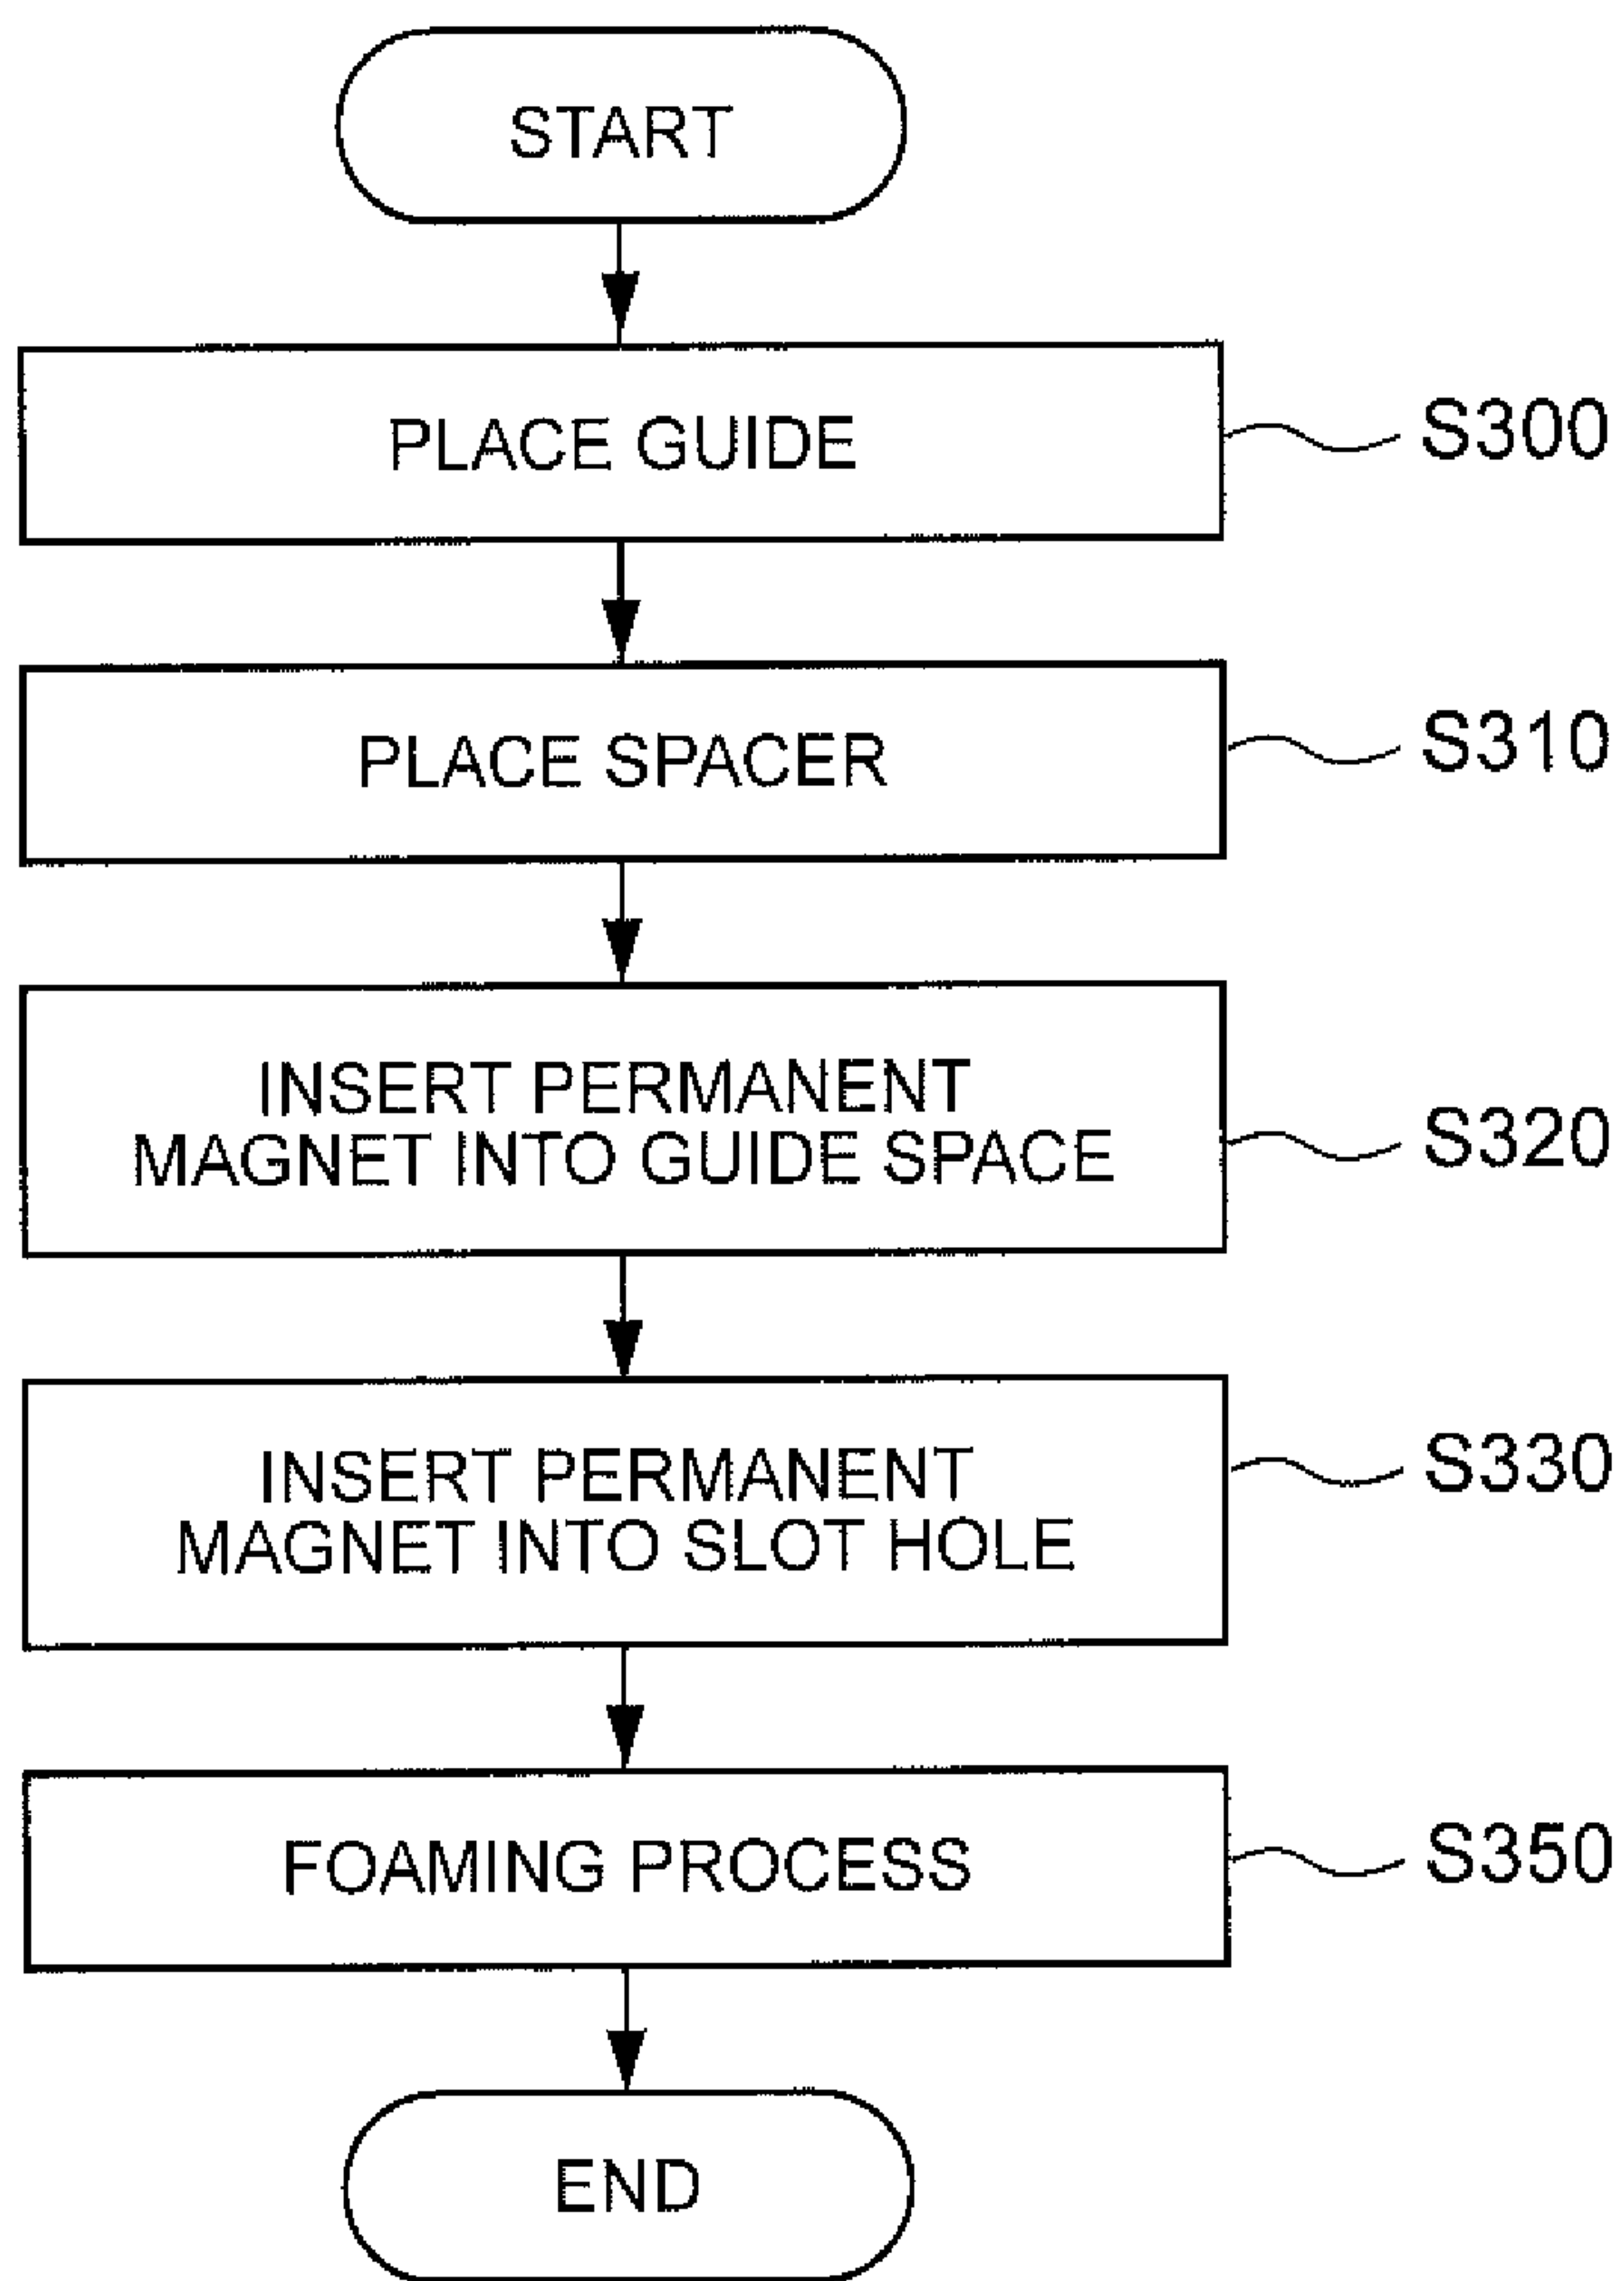 START
PLACE GUIDE
S300
PLACE SPACER
S310
INSERT PERMANENT
MAGNET INTO GUIDE SPACE
S320
INSERT PERMANENT
MAGNET INTO SLOT HOLE
S330
FOAMING PROCESS
S350
END